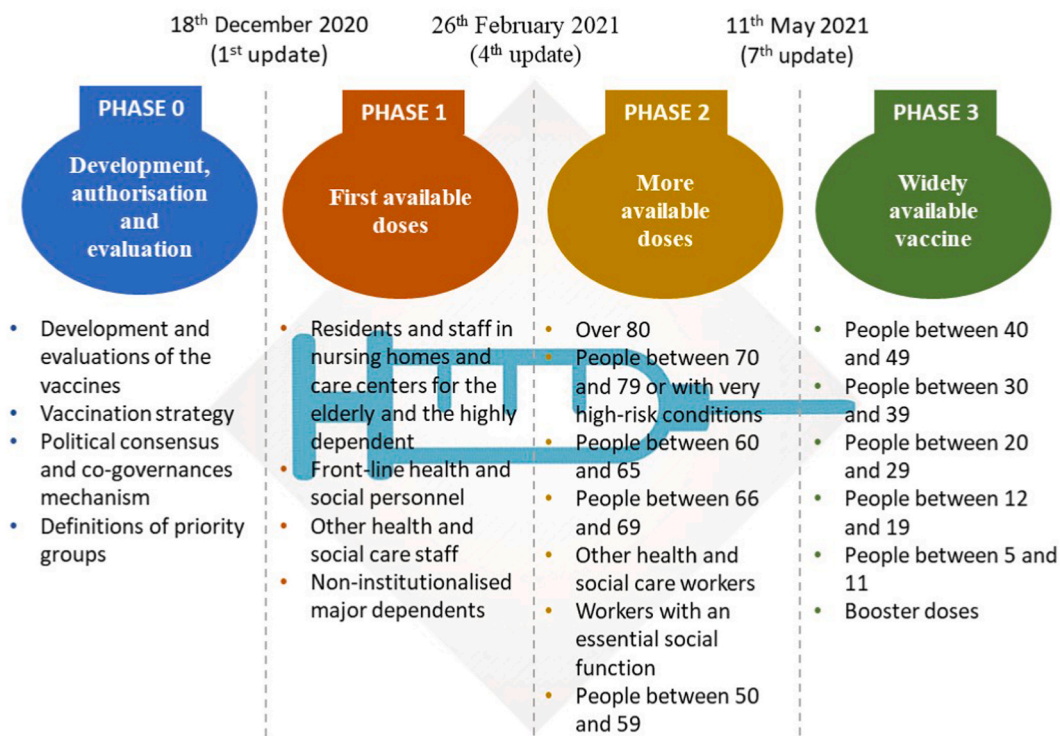 18th December 2020
(1st update)
26th February 2021
(4th update)
11th May 2021
(7th update)
PHASE 0
Development,
authorisation
and
evaluation
PHASE 1
First available
doses
PHASE 2
More
available
doses
PHASE 3
Widely
available
vaccine
• Development and
evaluations of the
vaccines
• Vaccination strategy
• Political consensus
and co-governances
mechanism
• Definitions of priority
groups
• Residents and staff in
nursing homes and
care centers for the
elderly and the highly
dependent
• Front-line health and
social personnel
• Other health and
social care staff
• Non-institutionalised
major dependents
• Over 80
• People between 70
and 79 or with very
high-risk conditions
• People between 60
and 65
• People between 66
and 69
• Other health and
social care workers
• Workers with an
essential social
function
• People between 50
and 59
• People between 40
and 49
• People between 30
and 39
• People between 20
and 29
• People between 12
and 19
• People between 5 and
11
• Booster doses